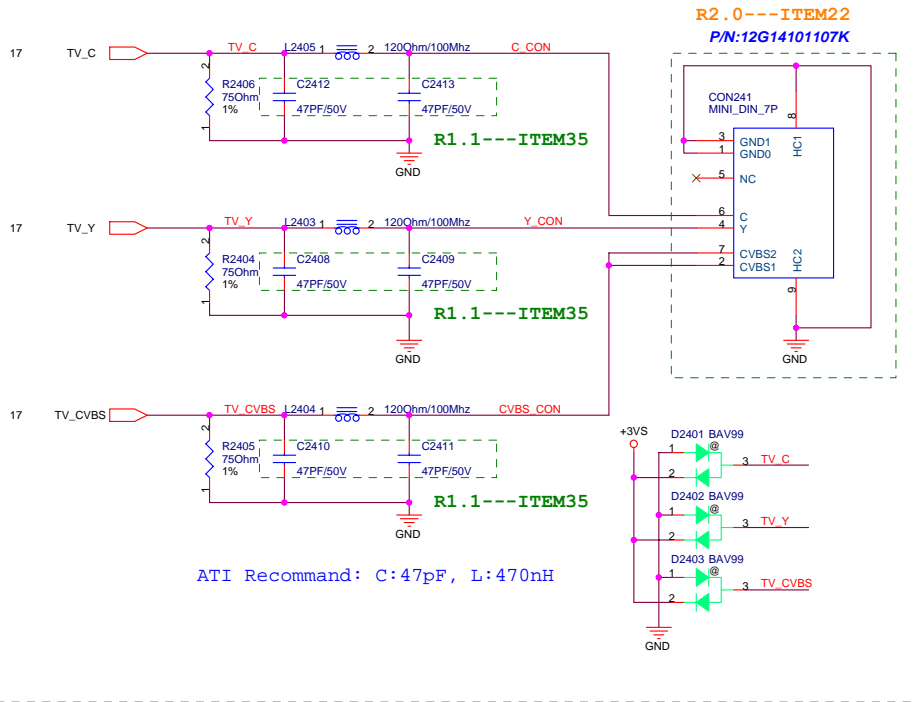 R2.0---ITEM22
P/N:12G14101107K
17
TV_C
TV_C
L2405
1
2
120Ohm/100Mhz
C_CON
2
R2406
75Ohm
1%
1
C2412
47PF/50V
C2413
47PF/50V
R1.1---ITEM35
GND
CON241
MINI_DIN_7P
8
3
GND1
1
GND0
HC1
5
NC
6
C
4
Y
7
CVBS2
2
CVBS1
HC2
9
GND
17
TV_Y
TV_Y
L2403
1
2
120Ohm/100Mhz
Y_CON
2
R2404
75Ohm
1%
1
C2408
47PF/50V
C2409
47PF/50V
R1.1---ITEM35
GND
17
TV_CVBS
TV_CVBS
L2404
1
2
120Ohm/100Mhz
CVBS_CON
2
R2405
75Ohm
1%
1
C2410
47PF/50V
C2411
47PF/50V
R1.1---ITEM35
GND
ATI Recommand: C:47pF, L:470nH
+3VS
D2401 BAV99
1
@
2
3
TV_C
D2402 BAV99
1
@
2
3
TV_Y
D2403 BAV99
1
@
2
3
TV_CVBS
GND